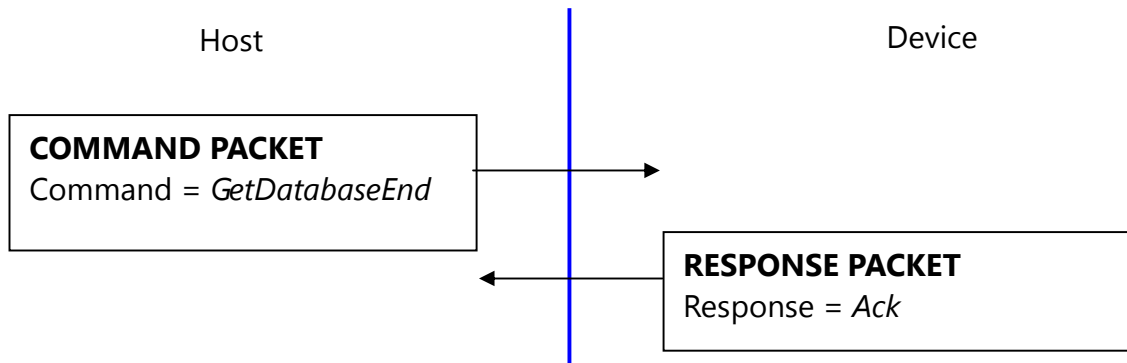 Host
Device
COMMAND PACKET
Command = GetDatabaseEnd
RESPONSE PACKET
Response = Ack